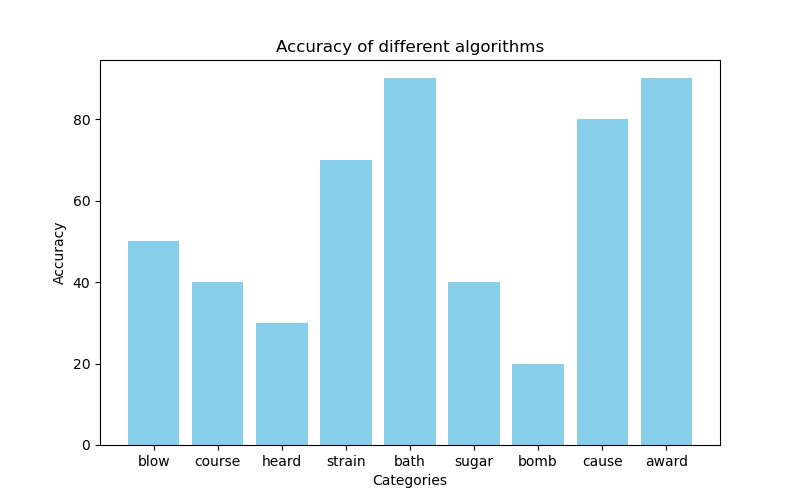 Accuracy of different algorithms
80
60
40
20
0
Accuracy
blow course heard strain bath sugar bomb cause award
Categories